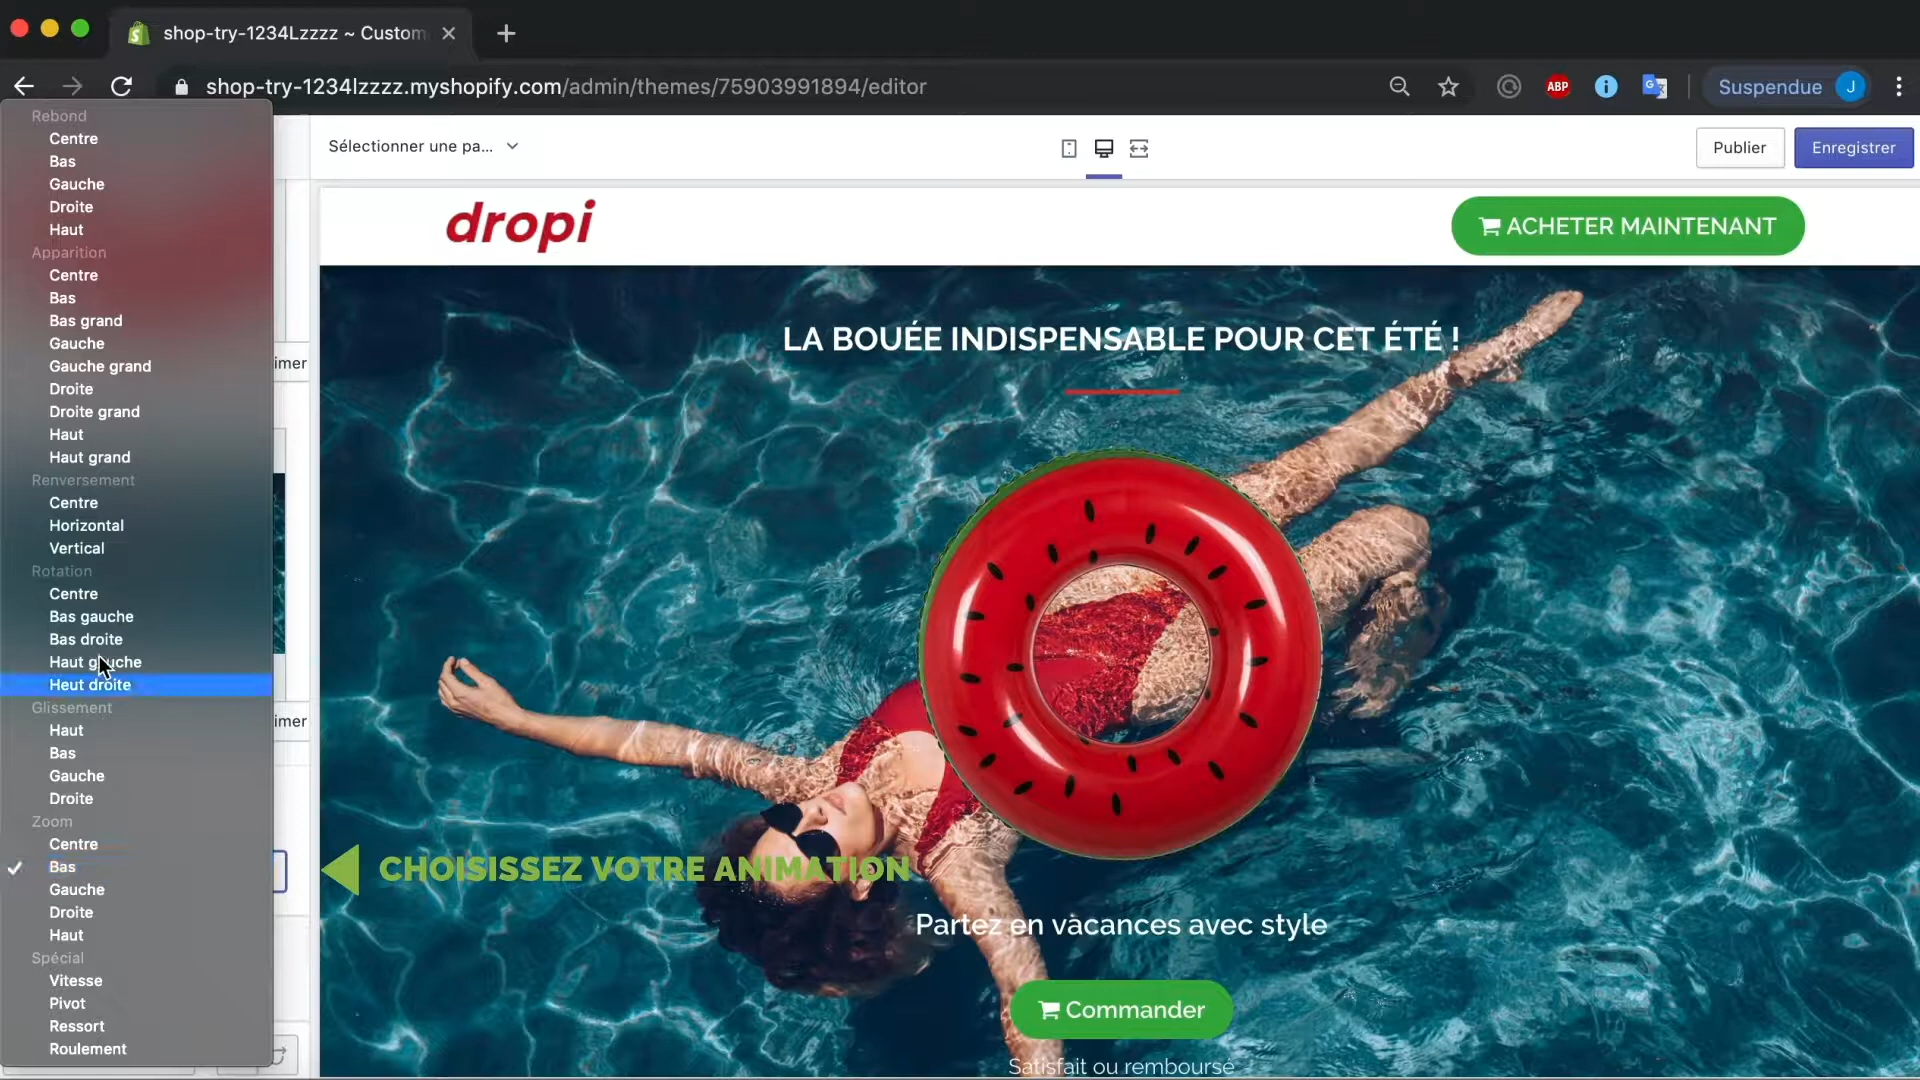 shop-try-1234Lzzzz ~ Custom
shop-try-1234lzzzz.myshopify.com/admin/themes/75903991894/editor
ABP
Suspendue
J
Rebond
Centre
Bas
Gauche
Droite
Haut
Apparition
Centre
Bas
Bas grand
Gauche
Gauche grand
Droite
Droite grand
Haut
Haut grand
Renversement
Centre
Horizontal
Vertical
Rotation
Centre
Bas gauche
Bas droite
Haut gauche
Heut droite
Glissement
Haut
Bas
Gauche
Droite
Zoom
Centre
Bas
Gauche
Droite
Haut
Spécial
Vitesse
Pivot
Ressort
Roulement
imer
imer
Sélectionner une pa...
Publier
Enregistrer
dropi
ACHETER MAINTENANT
LA BOUÉE INDISPENSABLE POUR CET ÉTÉ !
CHOISISSEZ VOTRE ANIMATION
Partez en vacances avec style
Commander
Satisfait ou remboursé